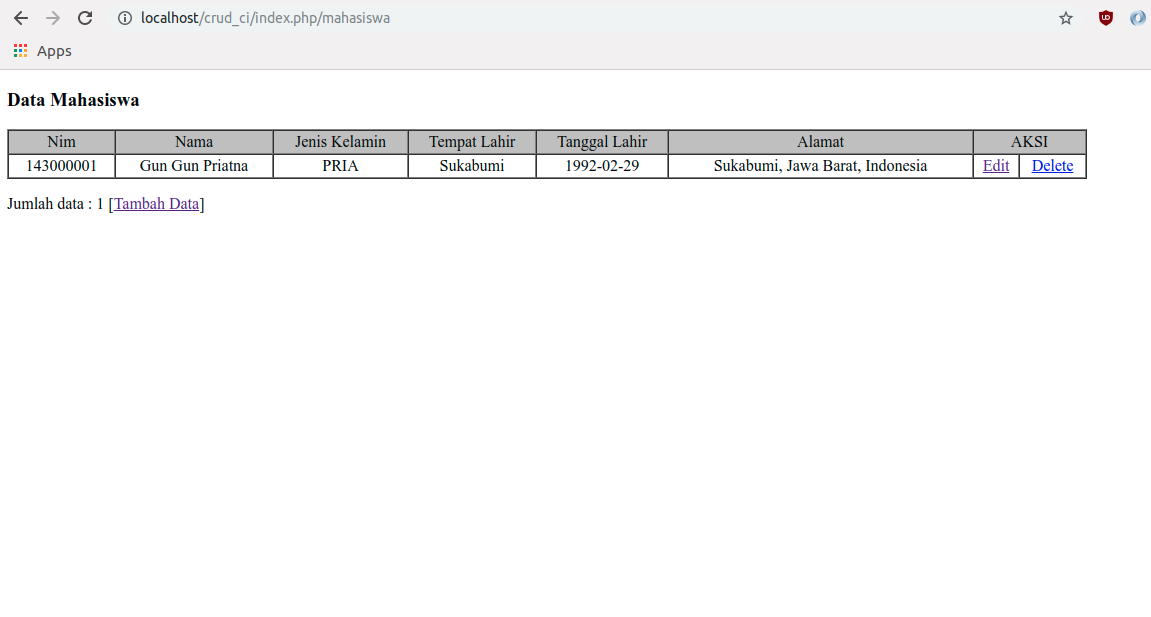 localhost/crud_ci/index.php/mahasiswa
Apps
Data Mahasiswa
Nim Nama Jenis Kelamin Tempat Lahir Tanggal Lahir Alamat AKSI
143000001 Gun Gun Priatna PRIA Sukabumi 1992-02-29 Sukabumi, Jawa Barat, Indonesia Edit Delete
Jumlah data : 1 [Tambah Data]